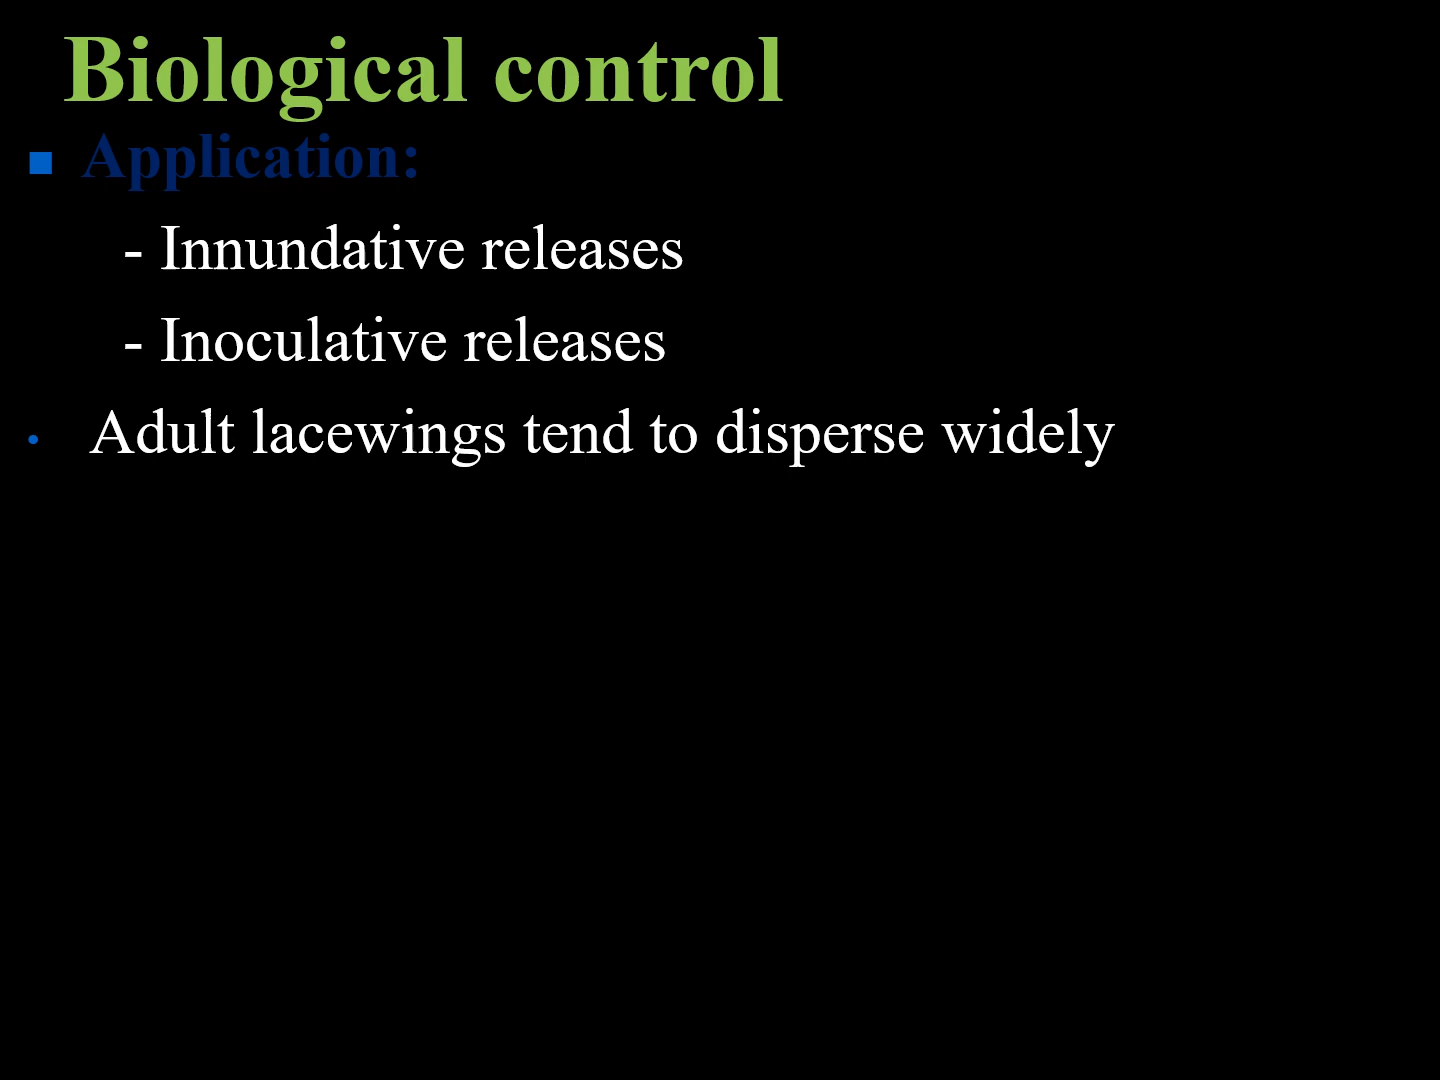 Biological control
■ Application:
- Innundative releases
- Inoculative releases
• Adult lacewings tend to disperse widely